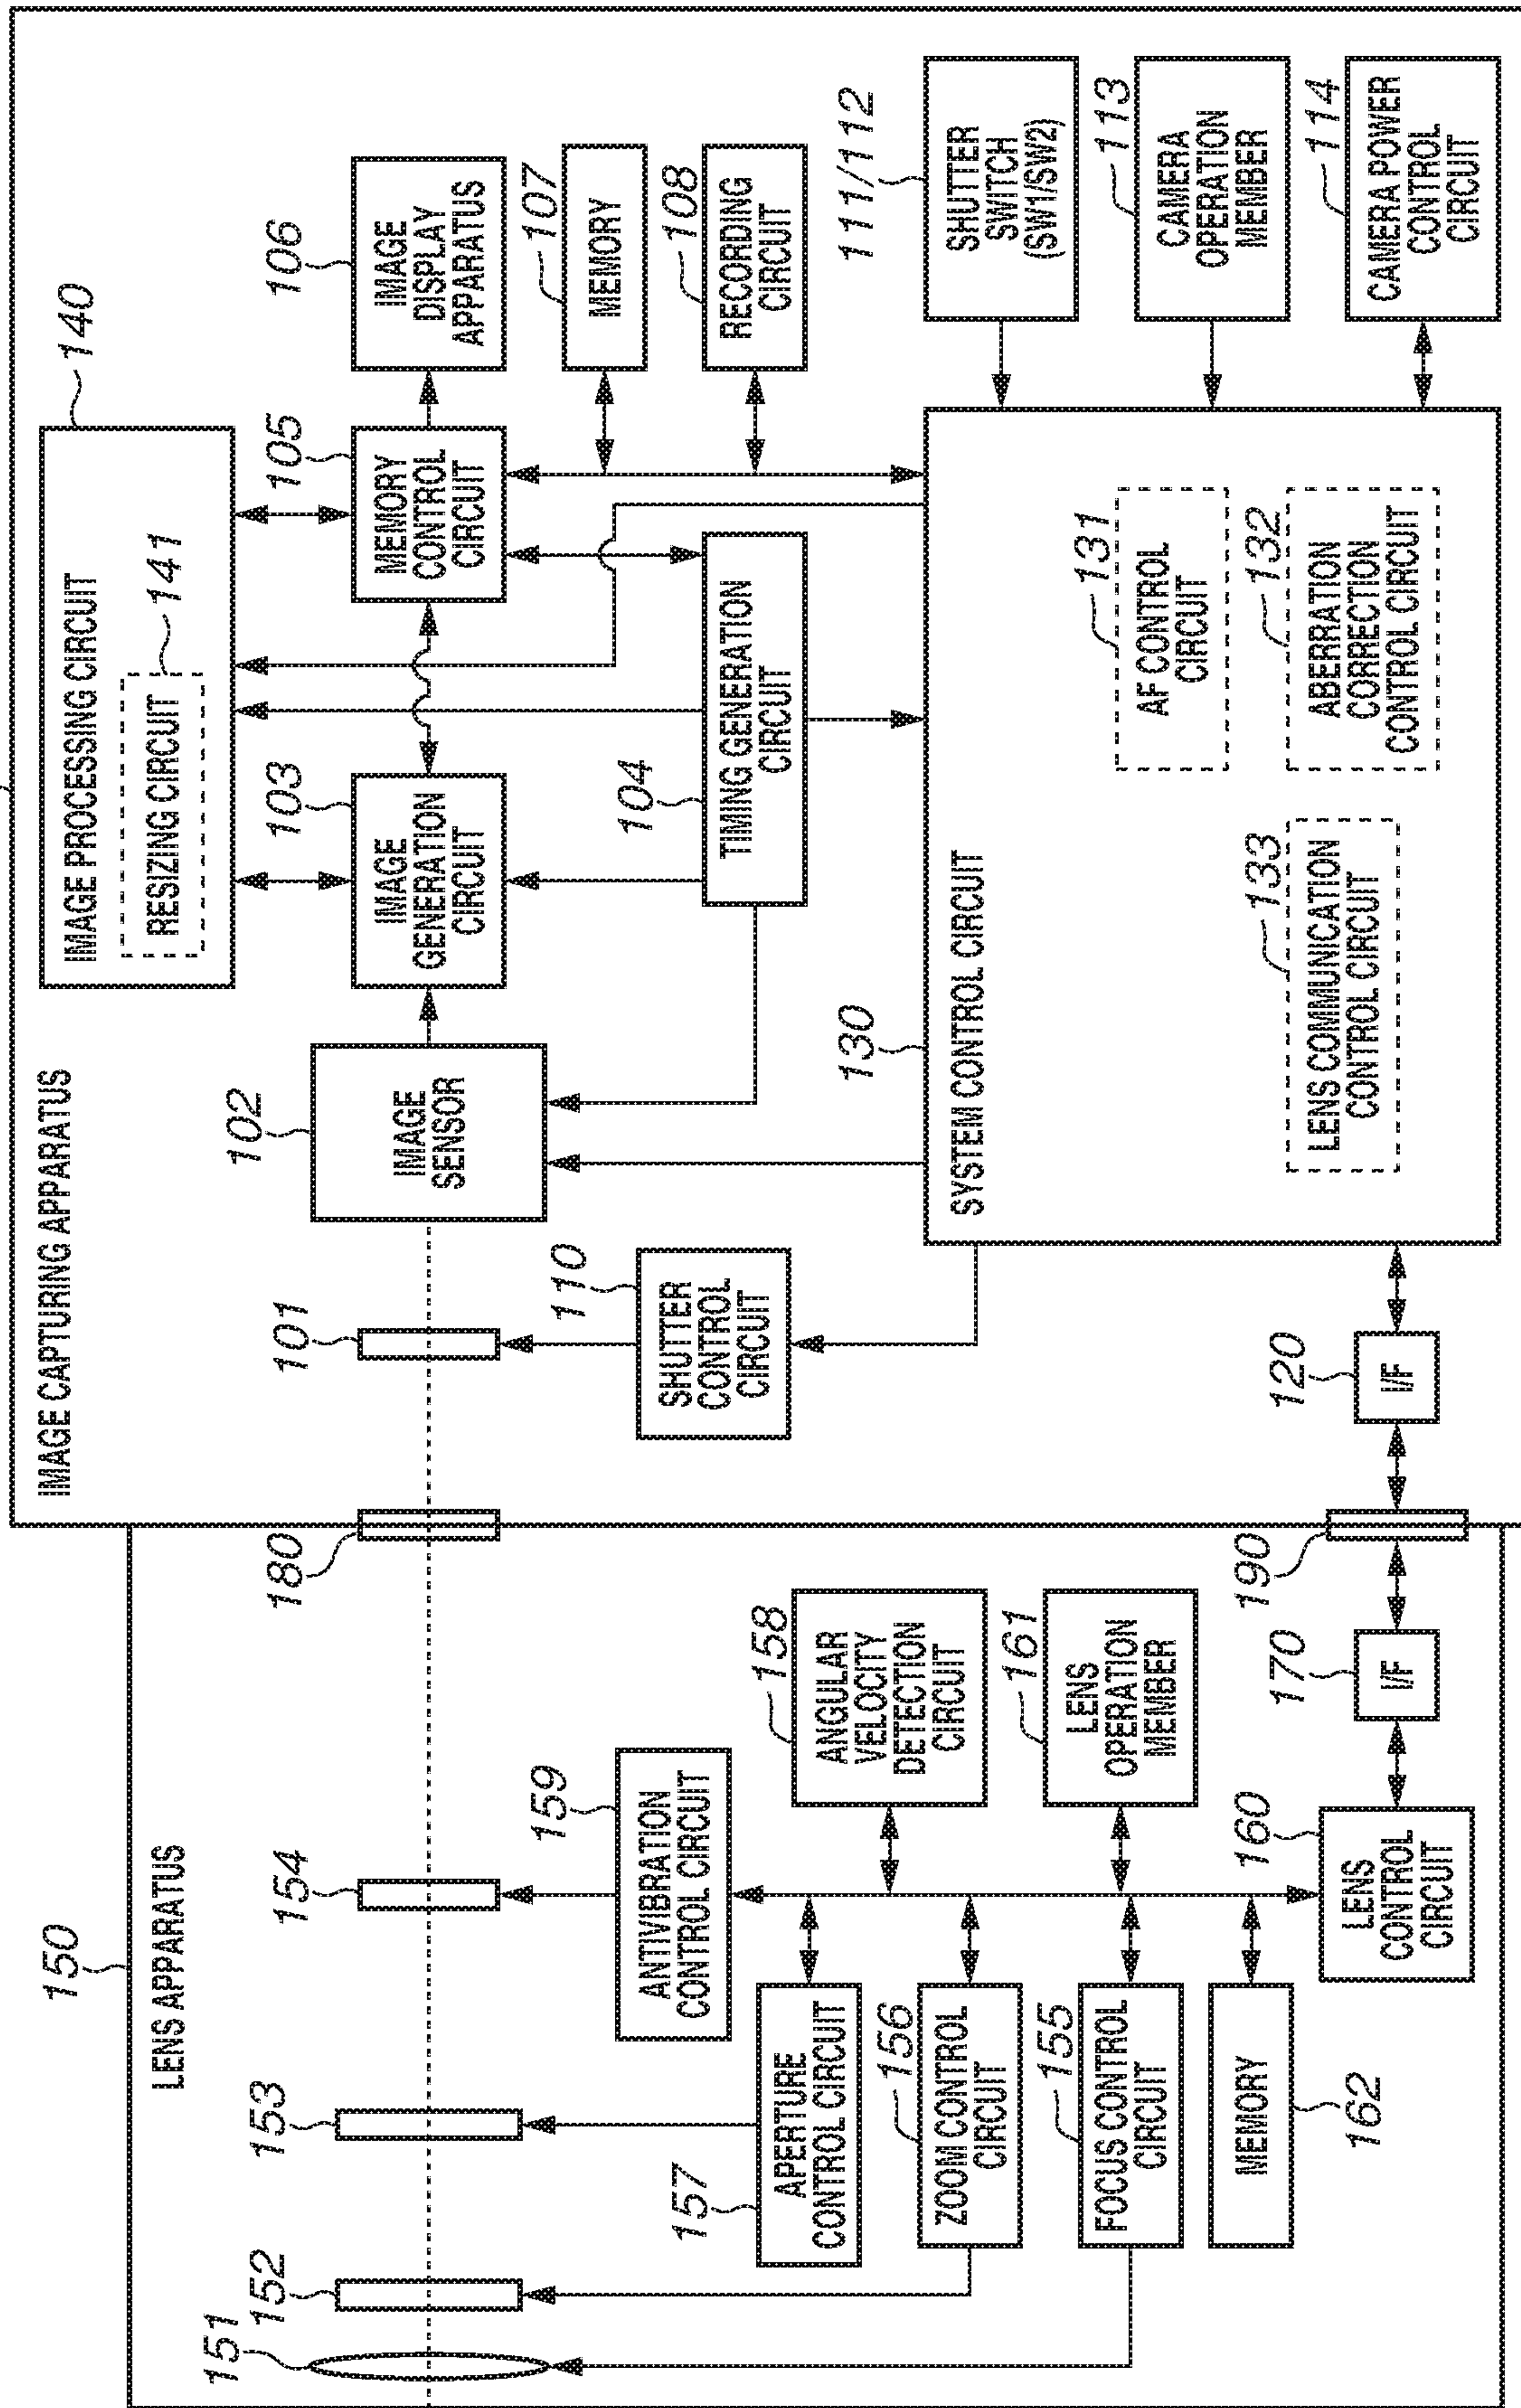 IMAGE CAPTURING APPARATUS
IMAGE PROCESSING CIRCUIT
140
RESIZING CIRCUIT
141
102
IMAGE
SENSOR
103
IMAGE
GENERATION
CIRCUIT
105
MEMORY
CONTROL
CIRCUIT
106
IMAGE
DISPLAY
APPARATUS
107
MEMORY
108
RECORDING
CIRCUIT
104
TIMING GENERATION
CIRCUIT
101
110
SHUTTER
CONTROL
CIRCUIT
111/112
SHUTTER
SWITCH
(SW1/SW2)
113
CAMERA
OPERATION
MEMBER
114
CAMERA POWER
CONTROL
CIRCUIT
130
SYSTEM CONTROL CIRCUIT
131
AF CONTROL
CIRCUIT
132
ABERRATION
CORRECTION
CONTROL CIRCUIT
133
LENS COMMUNICATION
CONTROL CIRCUIT
120
I/F
180
190
150
LENS APPARATUS
151
152
153
154
159
ANTIVIBRATION
CONTROL CIRCUIT
158
ANGULAR
VELOCITY
DETECTION
CIRCUIT
157
APERTURE
CONTROL CIRCUIT
156
ZOOM CONTROL
CIRCUIT
161
LENS
OPERATION
MEMBER
155
FOCUS CONTROL
CIRCUIT
MEMORY
162
160
LENS
CONTROL
CIRCUIT
170
I/F